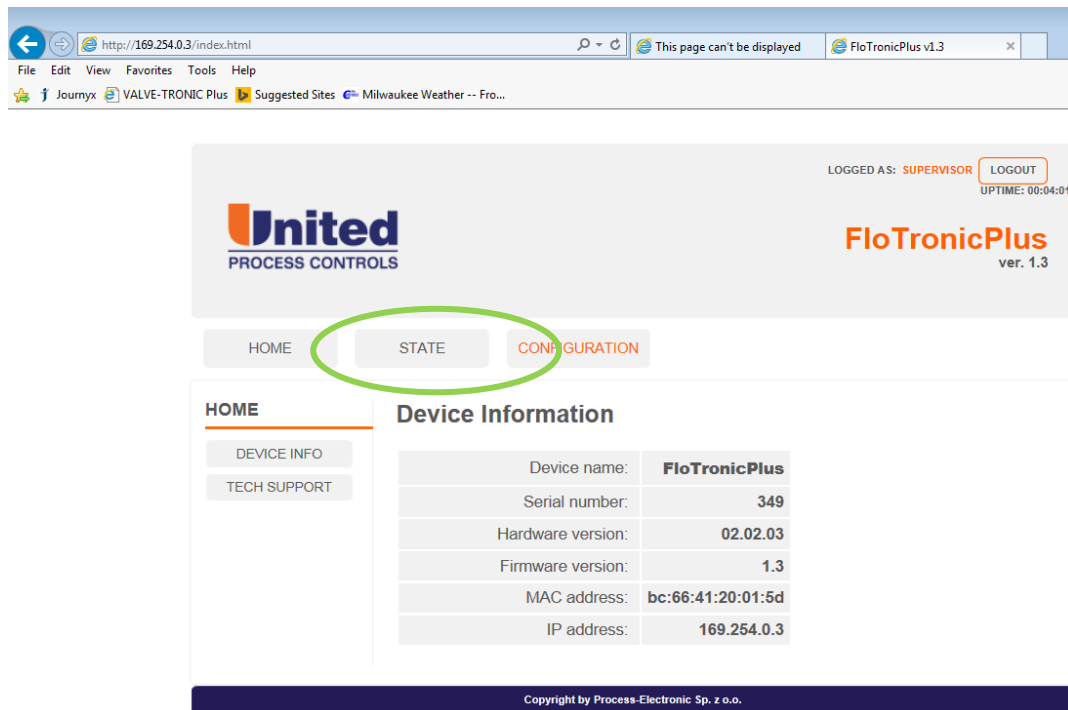 http://169.254.0.3/index.html This page can't be displayed FloTronicPlus v1.3
File Edit View Favorites Tools Help
Journyx VALVE-TRONIC Plus Suggested Sites Milwaukee Weather -- Fro...
LOGGED AS: SUPERVISOR LOGOUT
UPTIME: 00:04:01
United
PROCESS CONTROLS
FloTronicPlus
ver. 1.3
HOME STATE CONFIGURATION
HOME
DEVICE INFO
TECH SUPPORT
Device Information
Device name: FloTronicPlus
Serial number: 349
Hardware version: 02.02.03
Firmware version: 1.3
MAC address: bc:66:41:20:01:5d
IP address: 169.254.0.3
Copyright by Process-Electronic Sp. z o.o.